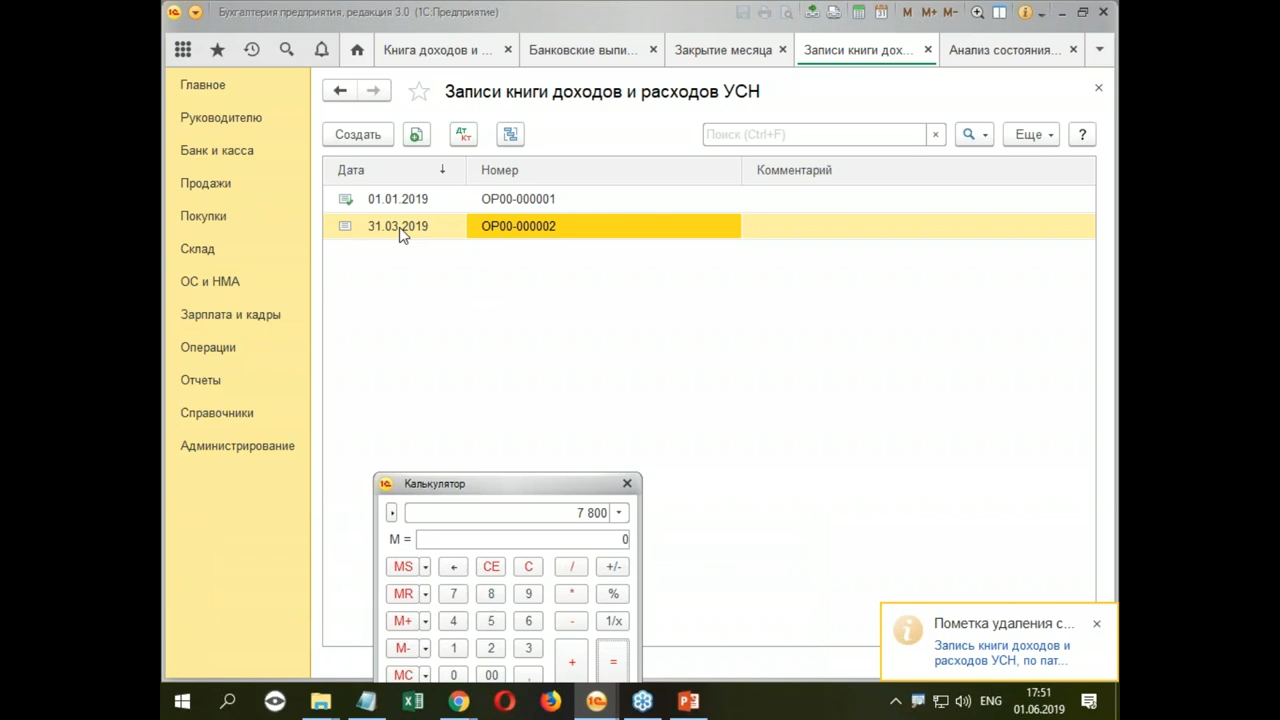 Бухгалтерия предприятия, редакция 3.0 (1С:Предприятие)
M M+ M-
Книга доходов и ...
Банковские выпи...
Закрытие месяца
Записи книги дох...
Анализ состояния...
Главное
Руководителю
Банк и касса
Продажи
Покупки
Склад
ОС и НМА
Зарплата и кадры
Операции
Отчеты
Справочники
Администрирование
Записи книги доходов и расходов УСН
Создать
Дт
Кт
Поиск (Ctrl+F)
Еще
?
Дата
Номер
Комментарий
01.01.2019 ОР00-000001
31.03.2019 ОР00-000002
1С Калькулятор
7 800
M = 0
MS CE C / +/-
MR 7 8 9 * %
M+ 4 5 6 - 1/x
M- 1 2 3 + =
MC 0 00 ,
Пометка удаления с...
Запись книги доходов и
расходов УСН, по пат...
ENG
17:51
01.06.2019